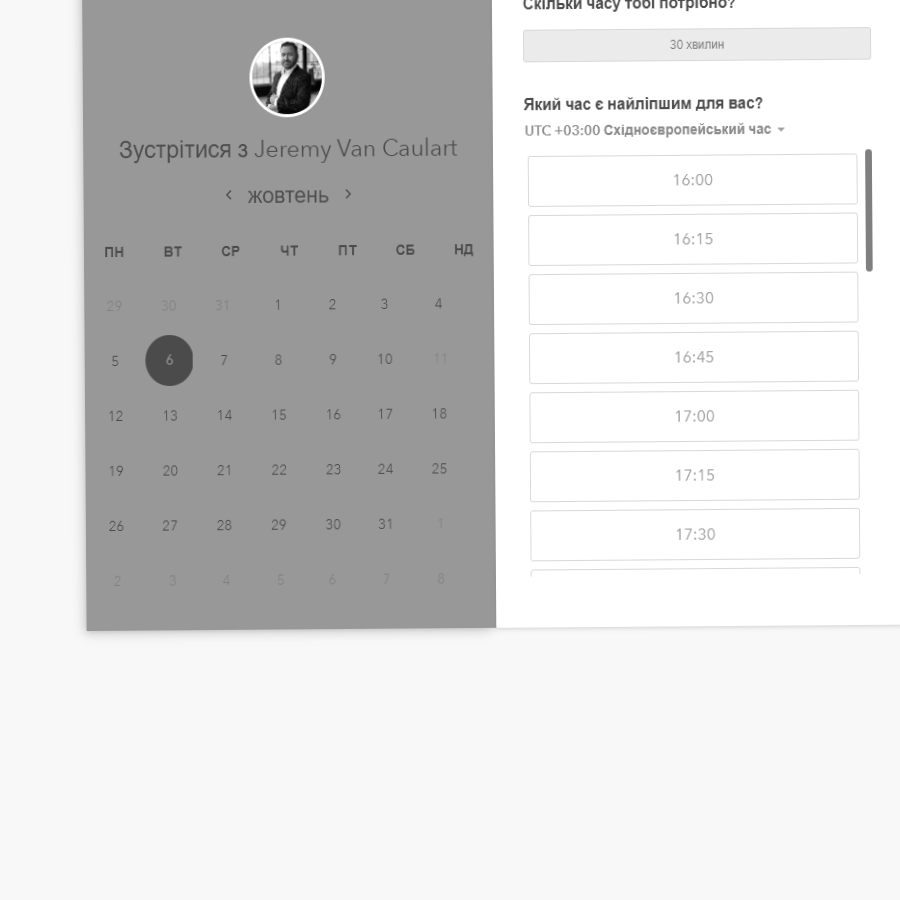 Зустрітися з Jeremy Van Caulart
жовтень
ПН ВТ СР ЧТ ПТ СБ НД
29 30 31 1 2 3 4
5 6 7 8 9 10 11
12 13 14 15 16 17 18
19 20 21 22 23 24 25
26 27 28 29 30 31 1
2 3 4 5 6 7 8
Скільки часу тобі потрібно?
30 хвилин
Який час є найліпшим для вас?
UTC +03:00 Східноєвропейський час
16:00
16:15
16:30
16:45
17:00
17:15
17:30